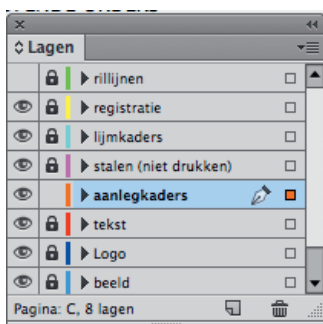 Lagen
rillijnen
registratie
lijmkaders
stalen (niet drukken)
aanlegkaders
tekst
Logo
beeld
Pagina: C, 8 lagen